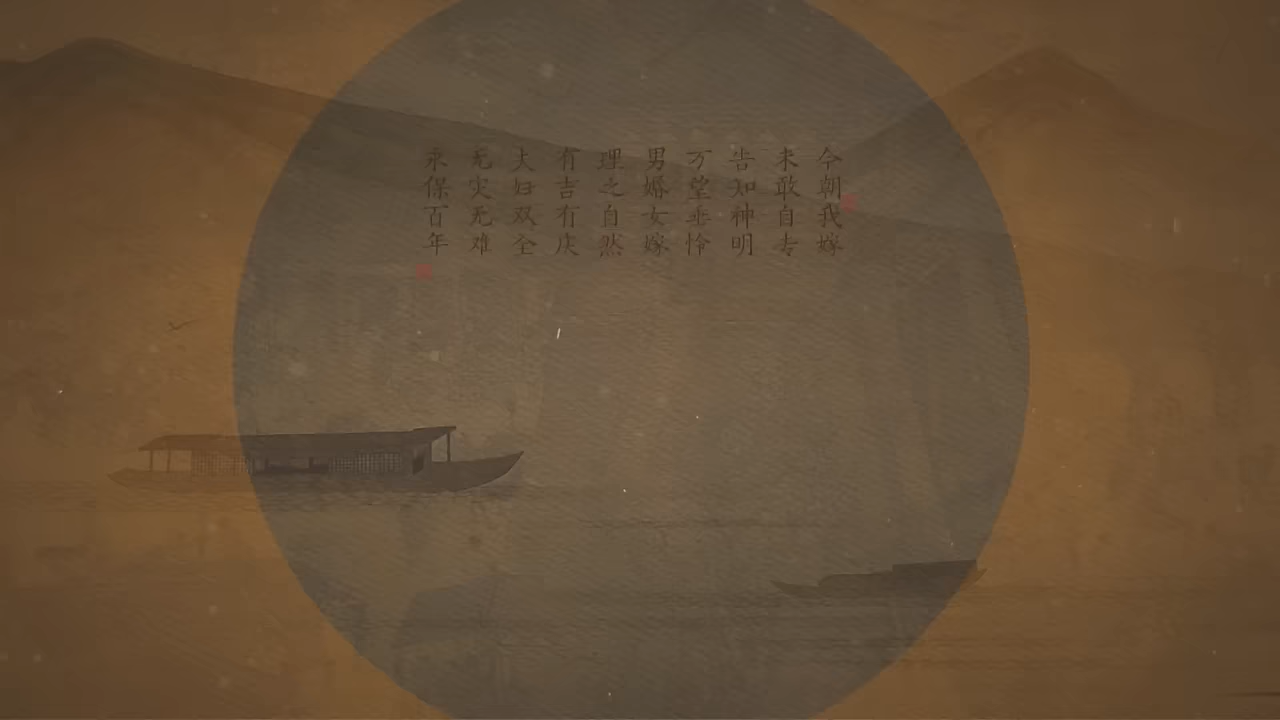 今朝我嫁
未敢自专
告知神明
万望垂怜
男婚女嫁
理之自然
有吉有庆
夫妇双全
无灾无难
永保百年